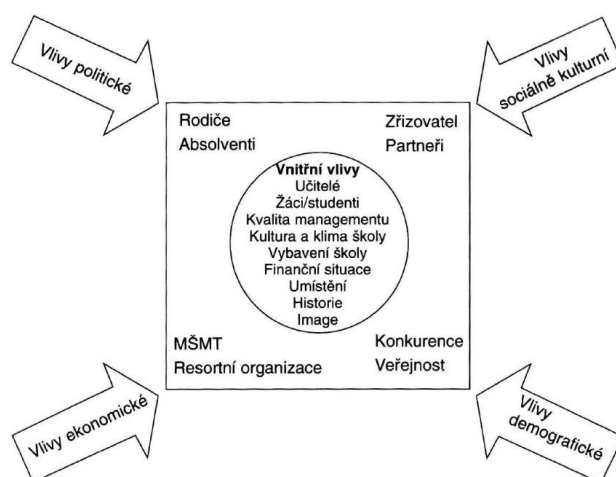 Vlivy politické
Vlivy
sociálně kulturní
Rodiče
Absolventi
Zřizovatel
Partneři
Vnitřní vlivy
Učitelé
Žáci/studenti
Kvalita managementu
Kultura a klima školy
Vybavení školy
Finanční situace
Umístění
Historie
Image
MŠMT
Resortní organizace
Konkurence
Veřejnost
Vlivy ekonomické
Vlivy
demografické